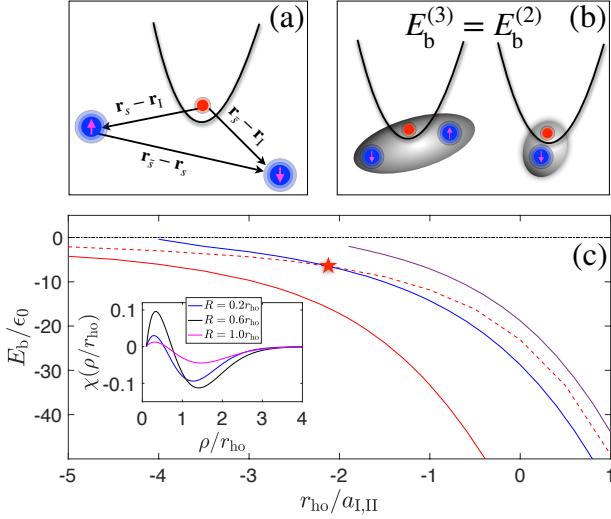 (a)
r_s − r_I
r_s̄ − r_I
r_s̄ − r_s
(b)
E_b^(3) = E_b^(2)
(c)
0
-10
-20
-30
-40
E_b/ϵ_0
-5 -4 -3 -2 -1 0 1
r_ho/a_I,II
R = 0.2r_ho
R = 0.6r_ho
R = 1.0r_ho
0.1
0
-0.1
χ(ρ/r_ho)
0 1 2 3 4
ρ/r_ho